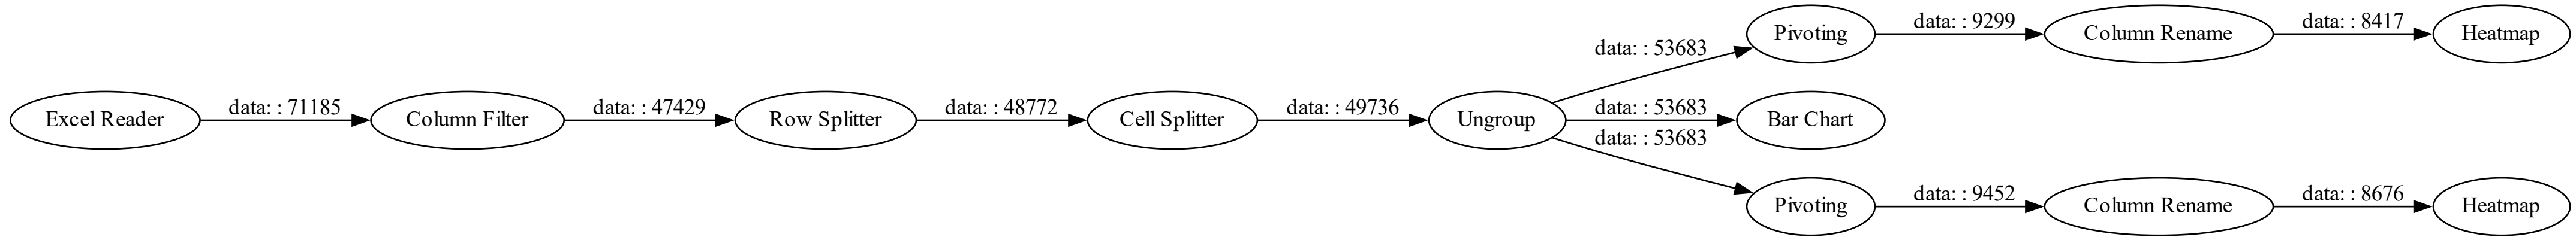 Excel Reader
data: : 71185
Column Filter
data: : 47429
Row Splitter
data: : 48772
Cell Splitter
data: : 49736
Ungroup
data: : 53683
Pivoting
data: : 9299
Column Rename
data: : 8417
Heatmap
data: : 53683
Bar Chart
data: : 53683
Pivoting
data: : 9452
Column Rename
data: : 8676
Heatmap